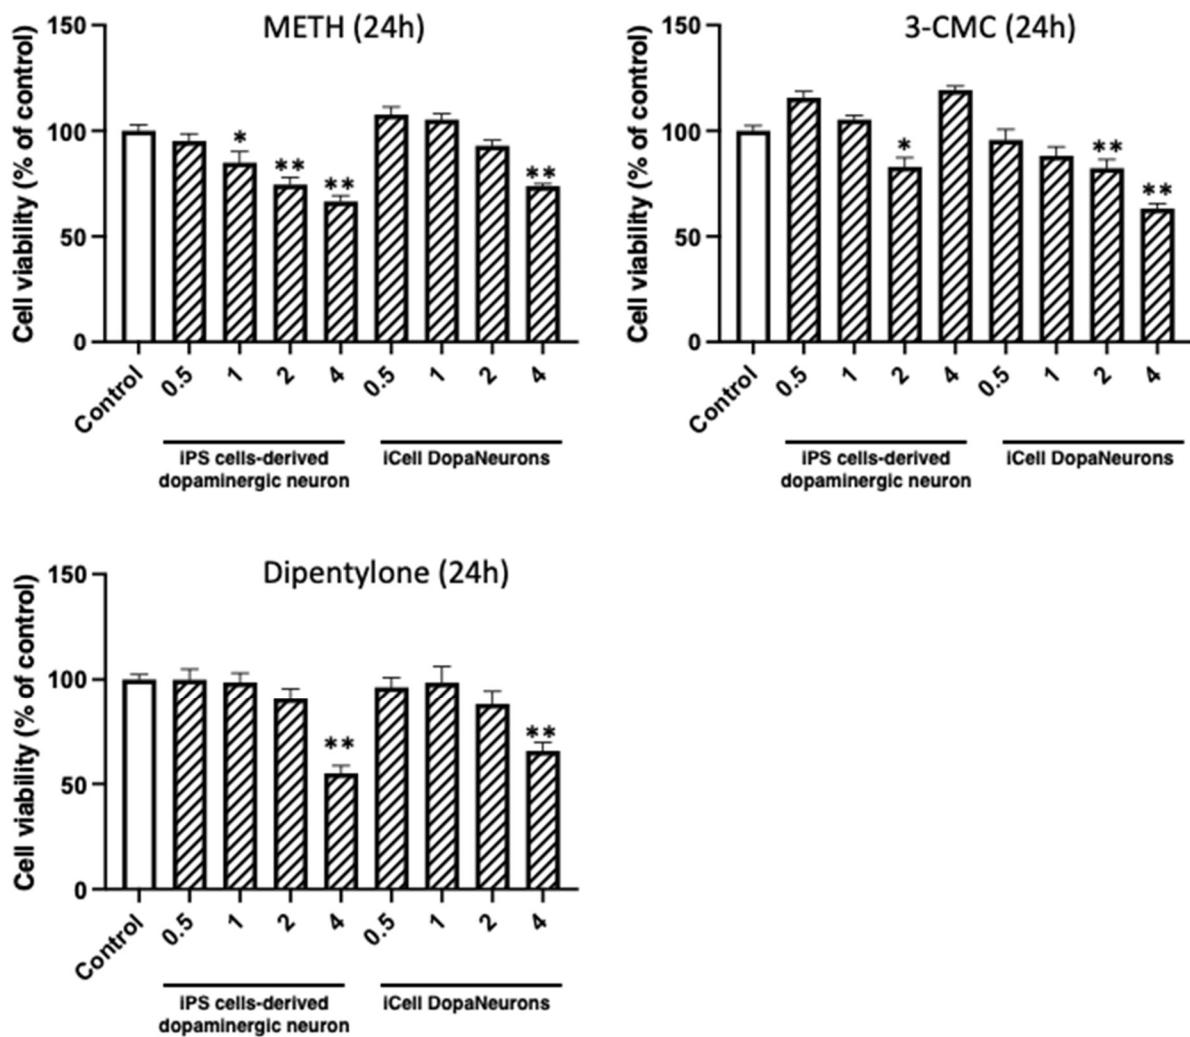 METH (24h)
Cell viability (% of control)
150
100
50
0
*
**
**
**
Control
0.5
1
2
4
0.5
1
2
4
iPS cells-derived
dopaminergic neuron
iCell DopaNeurons
3-CMC (24h)
Cell viability (% of control)
150
100
50
0
*
**
**
Control
0.5
1
2
4
0.5
1
2
4
iPS cells-derived
dopaminergic neuron
iCell DopaNeurons
Dipentylone (24h)
Cell viability (% of control)
150
100
50
0
**
**
Control
0.5
1
2
4
0.5
1
2
4
iPS cells-derived
dopaminergic neuron
iCell DopaNeurons